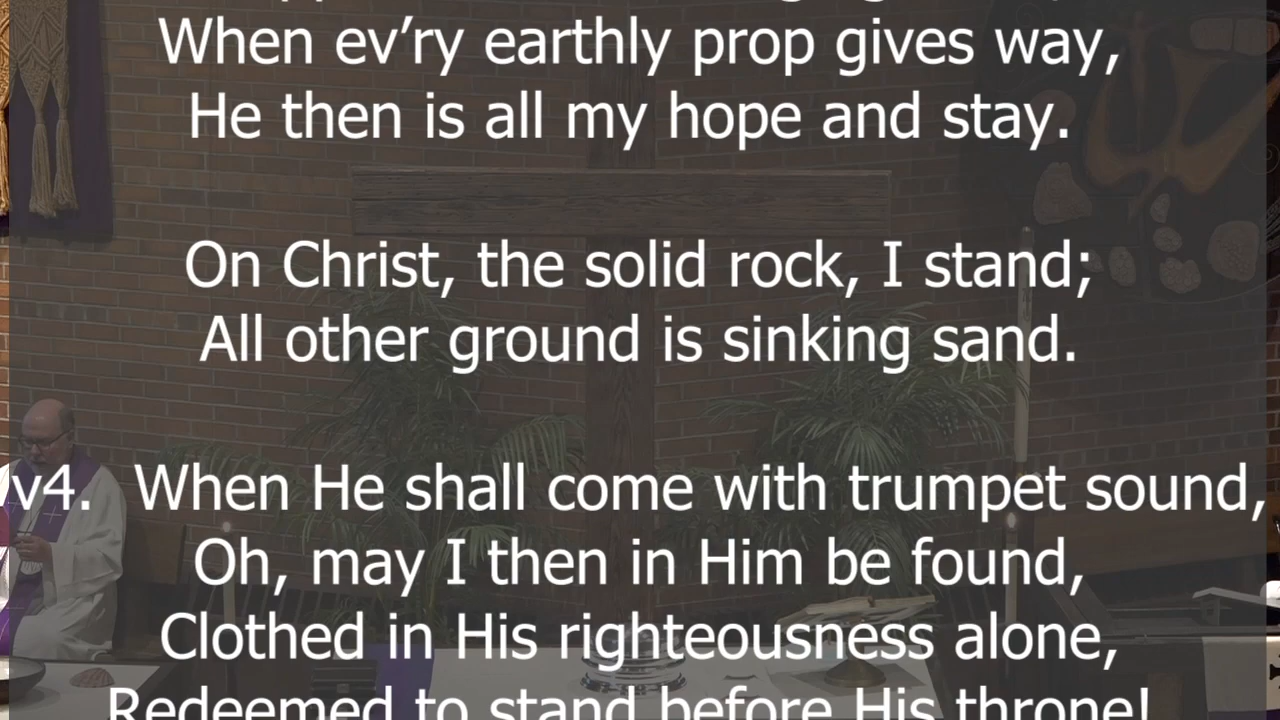 When ev’ry earthly prop gives way,
He then is all my hope and stay.
On Christ, the solid rock, I stand;
All other ground is sinking sand.
v4. When He shall come with trumpet sound,
Oh, may I then in Him be found,
Clothed in His righteousness alone,
Redeemed to stand before His throne!